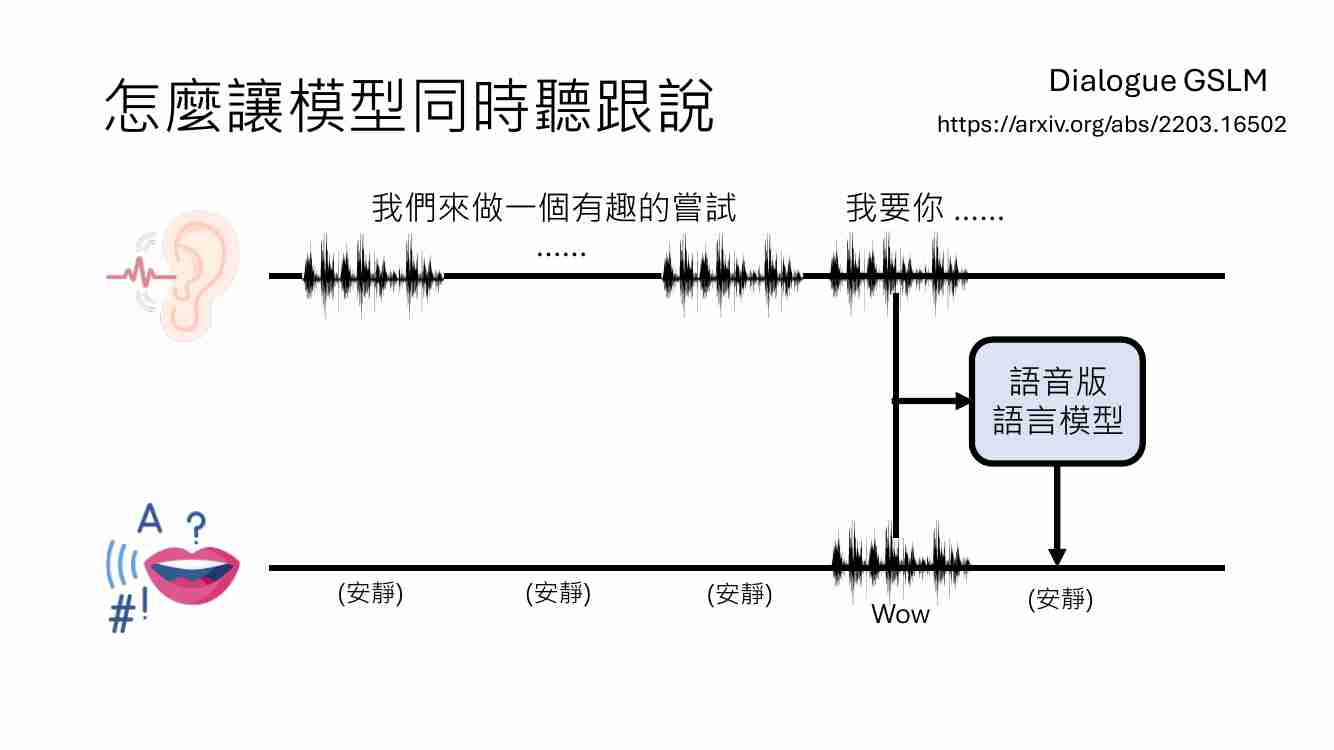 怎麼讓模型同時聽跟說
Dialogue GSLM
https://arxiv.org/abs/2203.16502
我們來做一個有趣的嘗試
......
我要你 ......
語音版
語言模型
A ?
#!
(安靜)
(安靜)
(安靜)
Wow
(安靜)